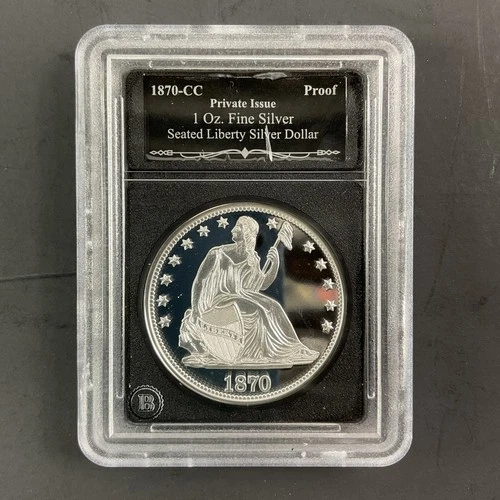 1870-CC Proof
Private Issue
1 Oz. Fine Silver
Seated Liberty Silver Dollar
LIBERTY
1870
B